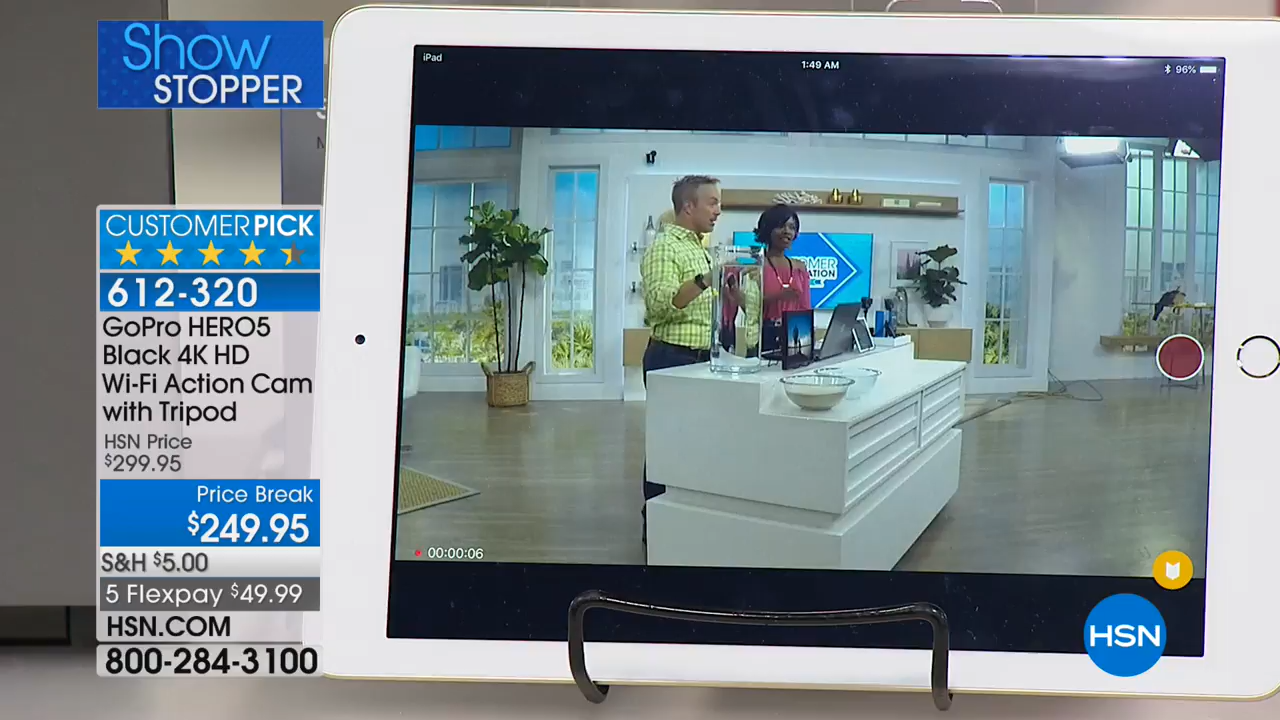 Show
STOPPER
CUSTOMER PICK
612-320
GoPro HERO5
Black 4K HD
Wi-Fi Action Cam
with Tripod
HSN Price
$299.95
Price Break
$249.95
S&H $5.00
5 Flexpay $49.99
HSN.COM
800-284-3100
iPad
1:49 AM
96%
00:00:06
HSN